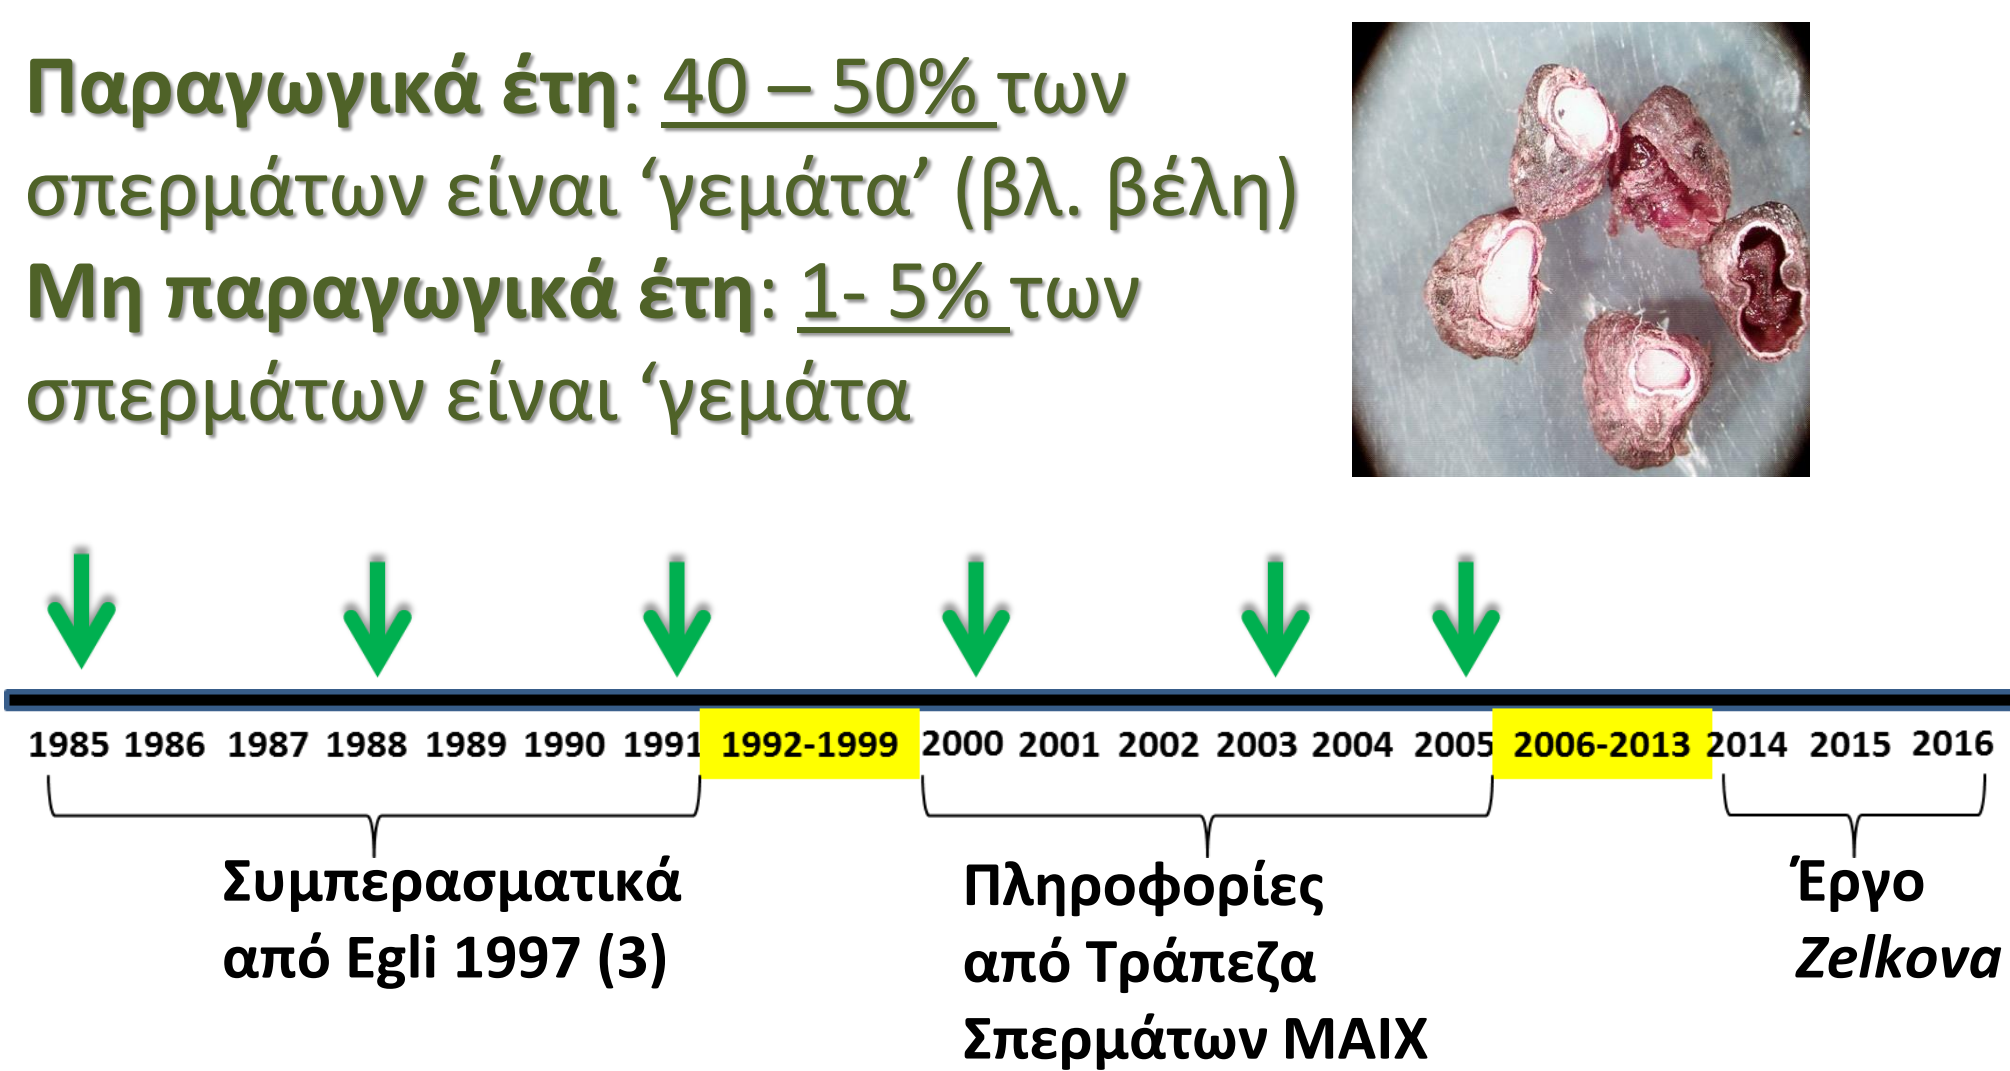 Παραγωγικά έτη: 40 – 50% των
σπερμάτων είναι ‘γεμάτα’ (βλ. βέλη)
Μη παραγωγικά έτη: 1- 5% των
σπερμάτων είναι ‘γεμάτα
1985 1986 1987 1988 1989 1990 1991 1992-1999 2000 2001 2002 2003 2004 2005 2006-2013 2014 2015 2016
Συμπερασματικά
από Egli 1997 (3)
Πληροφορίες
από Τράπεζα
Σπερμάτων ΜΑΙΧ
Έργο
Zelkova